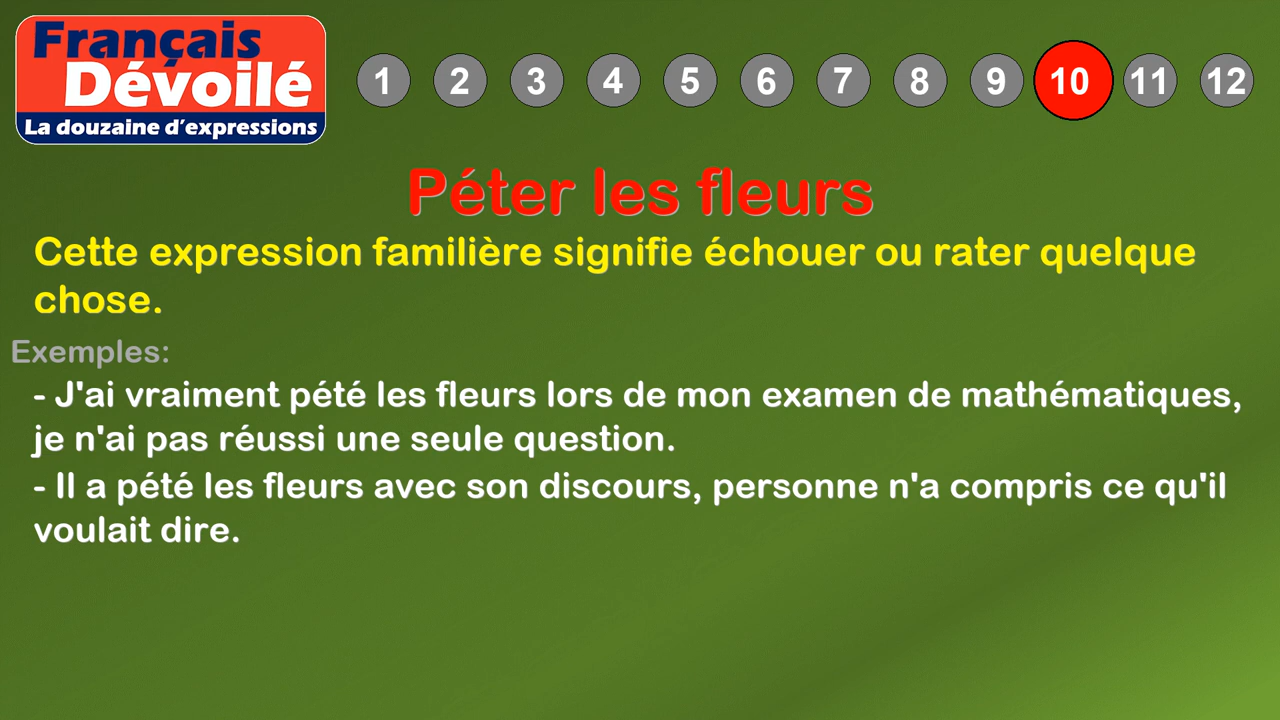 Français
Dévoilé
La douzaine d'expressions
1 2 3 4 5 6 7 8 9 10 11 12
Péter les fleurs
Cette expression familière signifie échouer ou rater quelque
chose.
Exemples:
- J'ai vraiment pété les fleurs lors de mon examen de mathématiques,
je n'ai pas réussi une seule question.
- Il a pété les fleurs avec son discours, personne n'a compris ce qu'il
voulait dire.